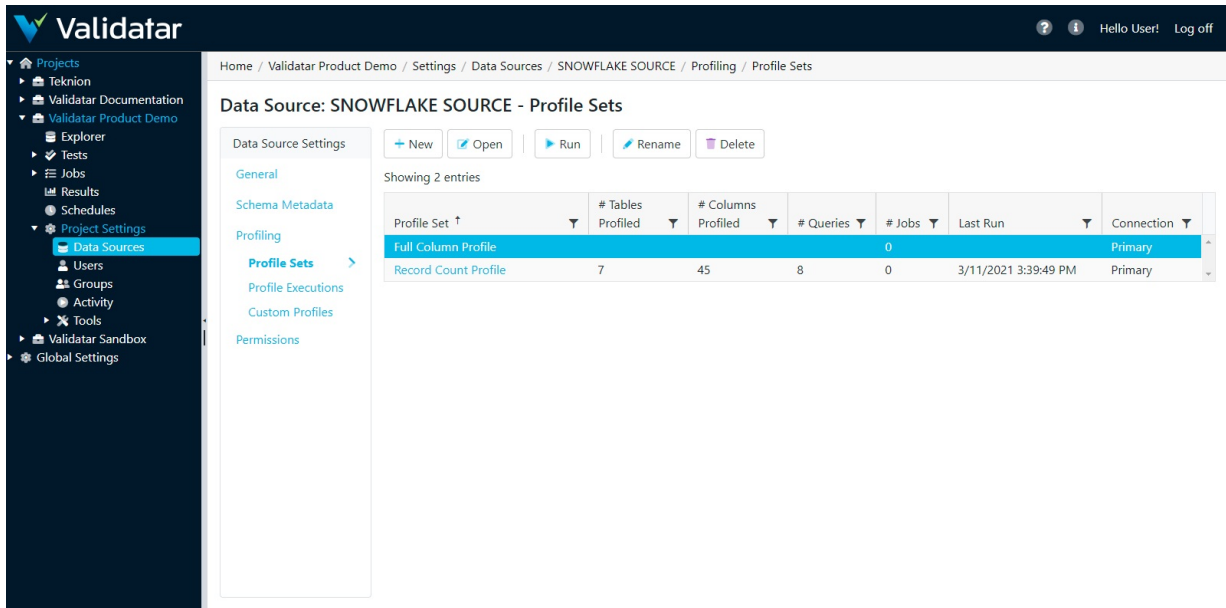 Validatar
Hello User! Log off
Projects
Teknion
Validatar Documentation
Validatar Product Demo
Explorer
Tests
Jobs
Results
Schedules
Project Settings
Data Sources
Users
Groups
Activity
Tools
Validatar Sandbox
Global Settings
Home / Validatar Product Demo / Settings / Data Sources / SNOWFLAKE SOURCE / Profiling / Profile Sets
Data Source: SNOWFLAKE SOURCE - Profile Sets
Data Source Settings
General
Schema Metadata
Profiling
Profile Sets
Profile Executions
Custom Profiles
Permissions
New Open Run Rename Delete
Showing 2 entries
# Tables # Columns
Profile Set ↑ Profiled Profiled # Queries # Jobs Last Run Connection
Full Column Profile 0 Primary
Record Count Profile 7 45 8 0 3/11/2021 3:39:49 PM Primary